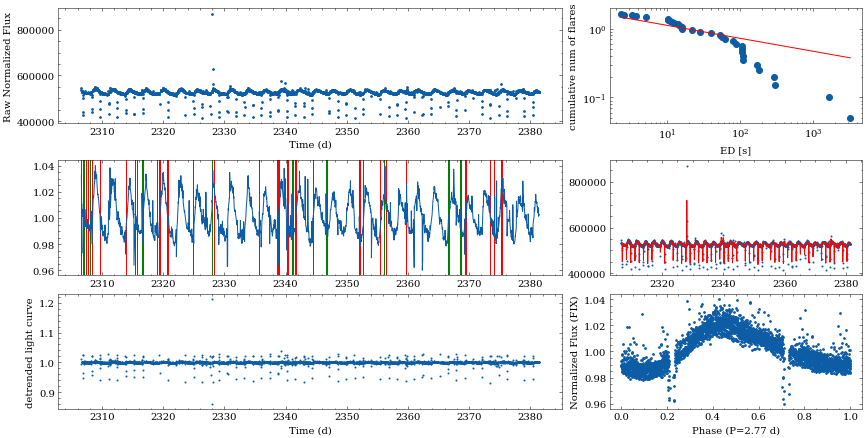 Raw Normalized Flux
800000
600000
400000
2310 2320 2330 2340 2350 2360 2370 2380
Time (d)
cumulative num of flares
10⁰
10⁻¹
10¹ 10² 10³
ED [s]
1.04
1.02
1.00
0.98
0.96
2310 2320 2330 2340 2350 2360 2370 2380
Time (d)
800000
600000
400000
2320 2340 2360 2380
detrended light curve
1.2
1.1
1.0
0.9
2310 2320 2330 2340 2350 2360 2370 2380
Time (d)
Normalized Flux (FIX)
1.04
1.02
1.00
0.98
0.96
0.0 0.2 0.4 0.6 0.8 1.0
Phase (P=2.77 d)